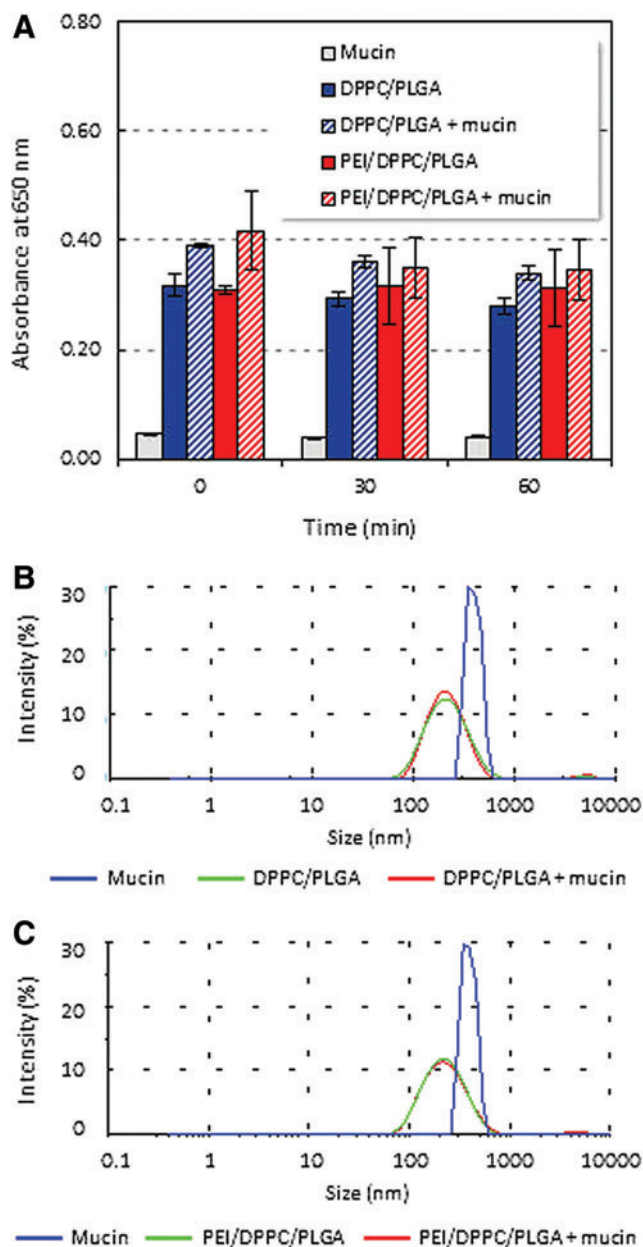 A
0.80
0.60
0.40
0.20
0.00
Absorbance at 650 nm
Mucin
DPPC/PLGA
DPPC/PLGA + mucin
PEI/DPPC/PLGA
PEI/DPPC/PLGA + mucin
0 30 60
Time (min)
B
30
20
10
0
Intensity (%)
0.1 1 10 100 1000 10000
Size (nm)
Mucin DPPC/PLGA DPPC/PLGA + mucin
C
30
20
10
0
Intensity (%)
0.1 1 10 100 1000 10000
Size (nm)
Mucin PEI/DPPC/PLGA PEI/DPPC/PLGA + mucin